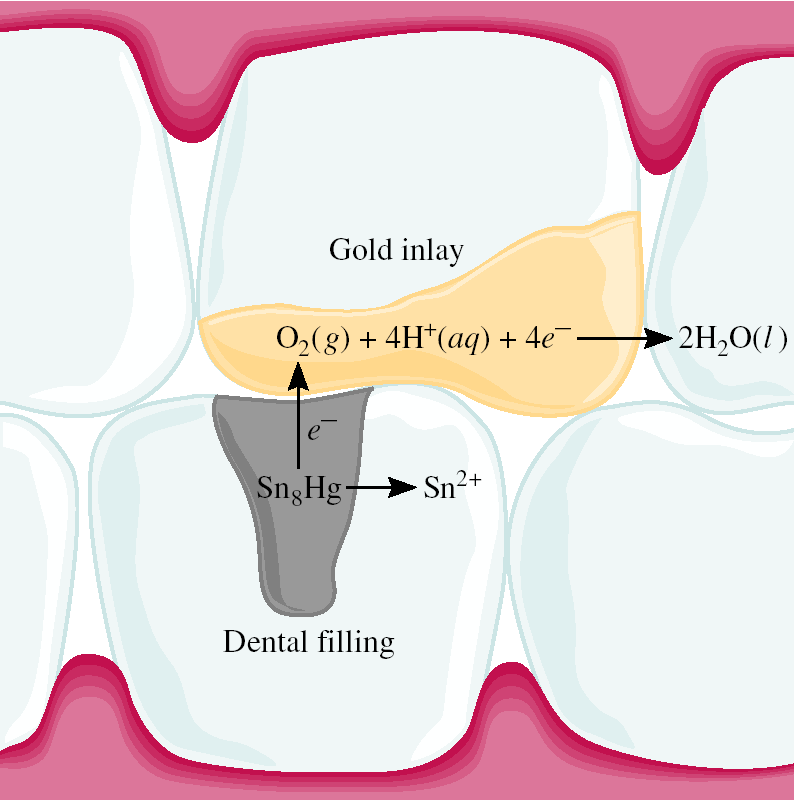 Gold inlay
O₂(g) + 4H⁺(aq) + 4e⁻ → 2H₂O(l)
e⁻
Sn₈Hg → Sn²⁺
Dental filling